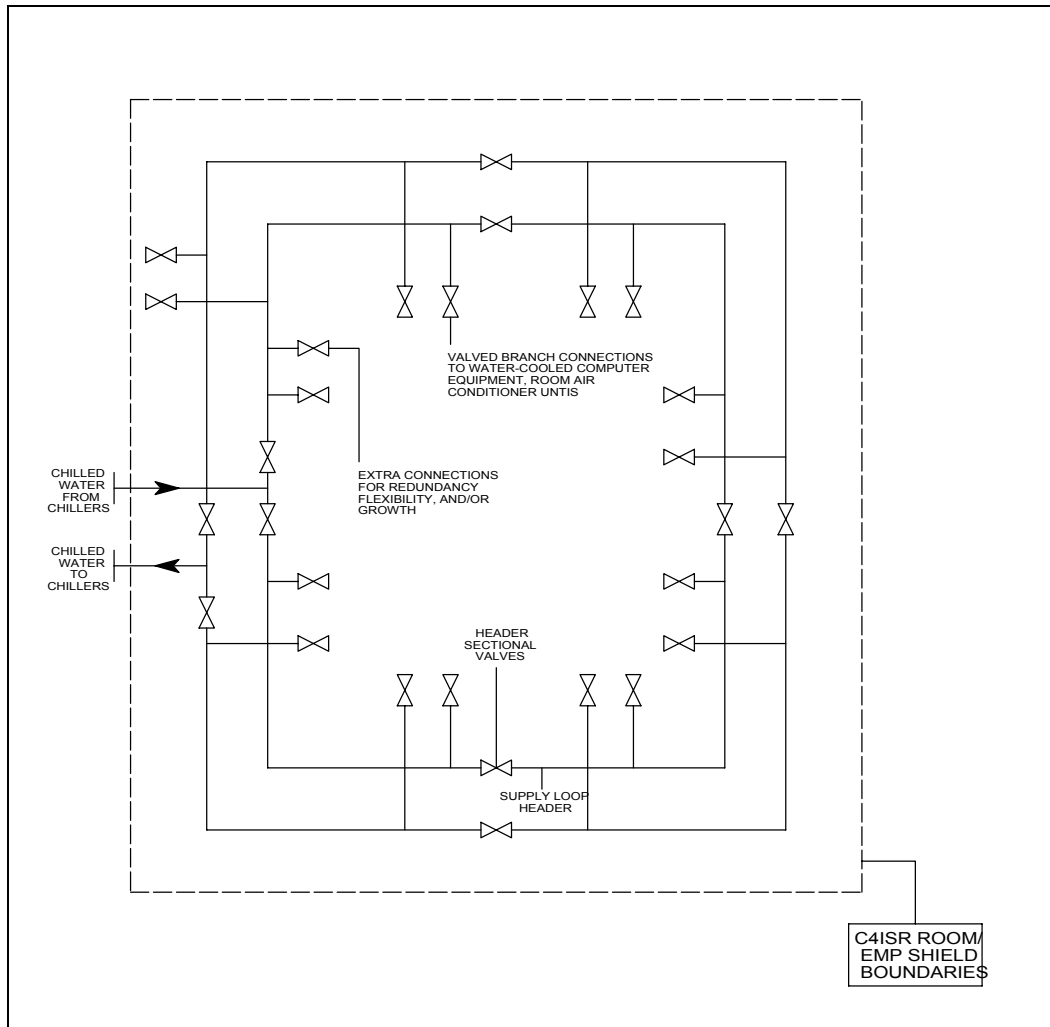 VALVED BRANCH CONNECTIONS
TO WATER-COOLED COMPUTER
EQUIPMENT, ROOM AIR
CONDITIONER UNTIS
CHILLED
WATER
FROM
CHILLERS
EXTRA CONNECTIONS
FOR REDUNDANCY
FLEXIBILITY, AND/OR
GROWTH
CHILLED
WATER
TO
CHILLERS
HEADER
SECTIONAL
VALVES
SUPPLY LOOP
HEADER
C4ISR ROOM/
EMP SHIELD
BOUNDARIES